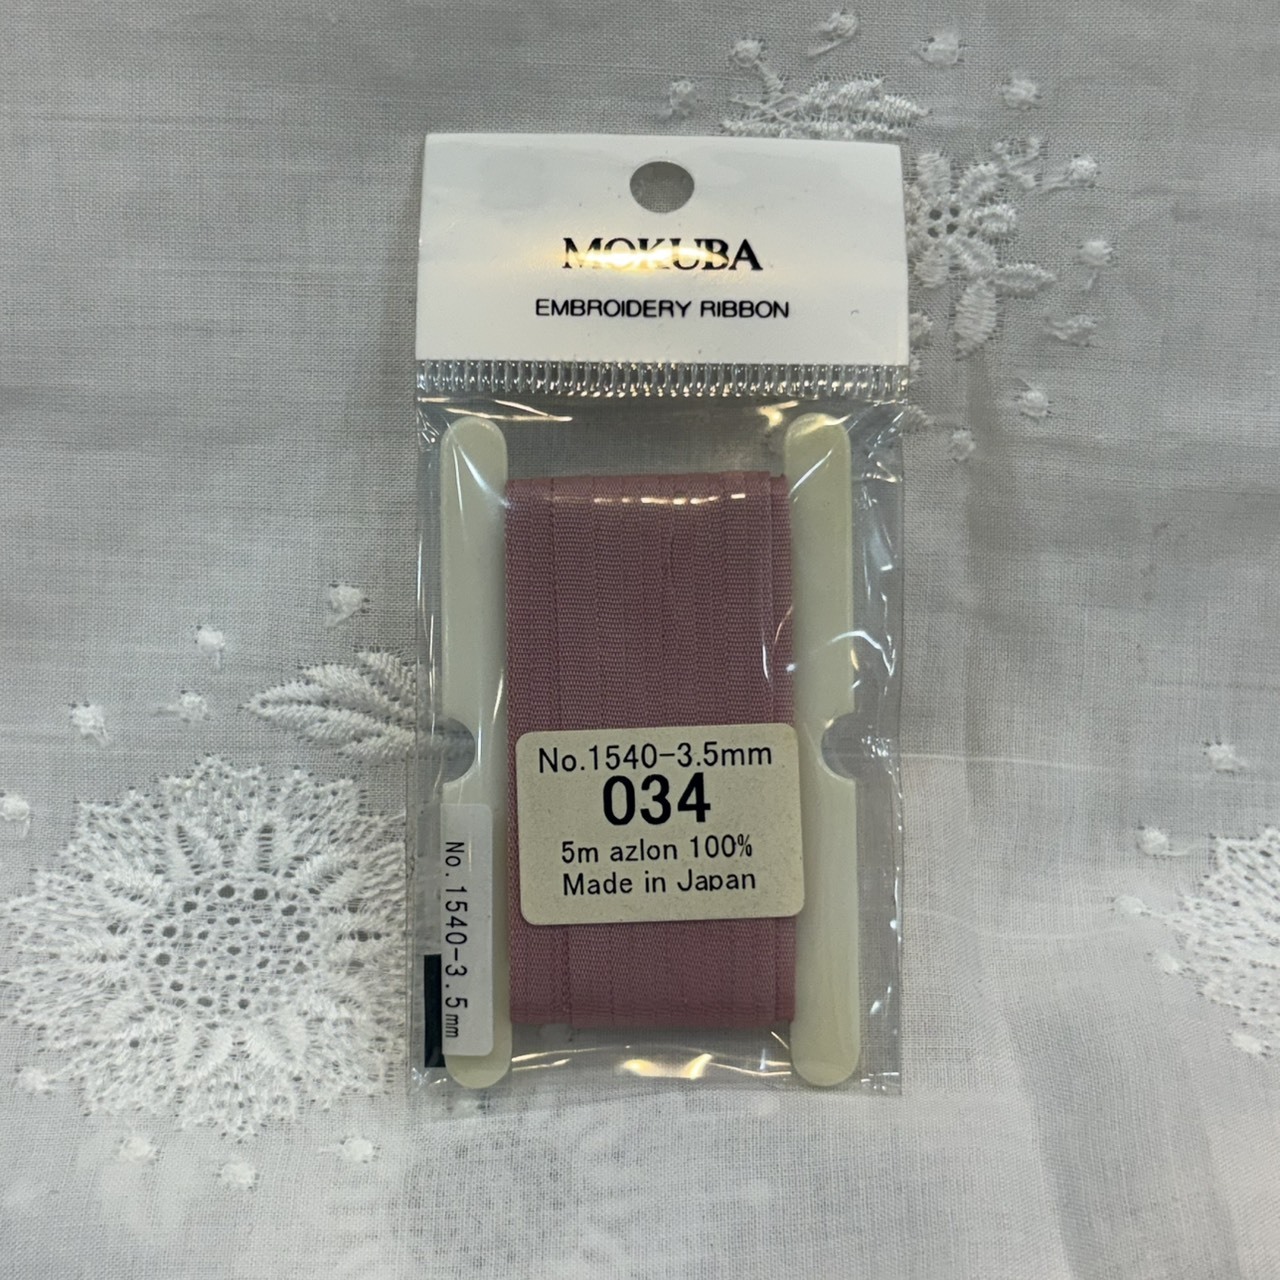 MOKUBA
EMBROIDERY RIBBON
No.1540-3.5mm
034
5m azlon 100%
Made in Japan
No.1540-3.5mm